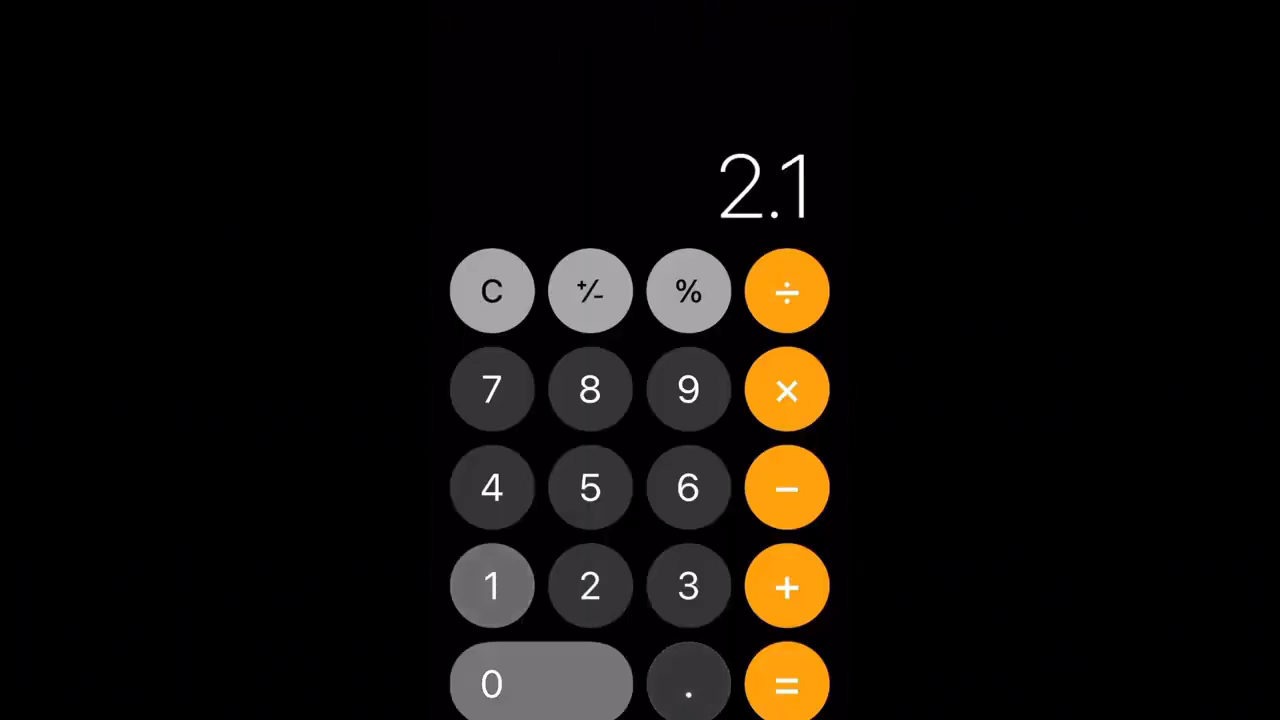 2.1
C +/- % ÷
7 8 9 ×
4 5 6 −
1 2 3 +
0 . =